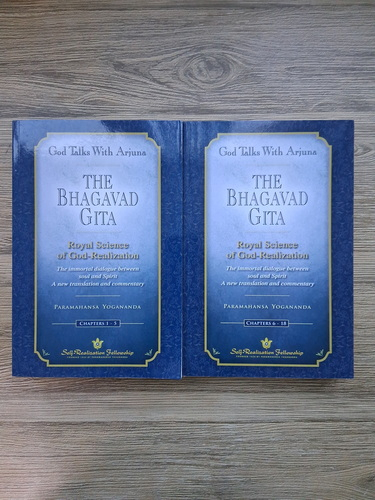 God Talks With Arjuna
THE
BHAGAVAD
GITA
Royal Science
of God-Realization
The immortal dialogue between
soul and Spirit
A new translation and commentary
PARAMAHANSA YOGANANDA
CHAPTERS 1 - 5
Self-Realization Fellowship
God Talks With Arjuna
THE
BHAGAVAD
GITA
Royal Science
of God-Realization
The immortal dialogue between
soul and Spirit
A new translation and commentary
PARAMAHANSA YOGANANDA
CHAPTERS 6 - 18
Self-Realization Fellowship